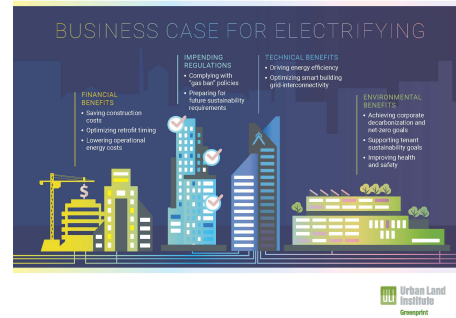 BUSINESS CASE FOR ELECTRIFYING
FINANCIAL
BENEFITS
• Saving construction
costs
• Optimizing retrofit timing
• Lowering operational
energy costs
IMPENDING
REGULATIONS
• Complying with
"gas ban" policies
• Preparing for
future sustainability
requirements
TECHNICAL BENEFITS
• Driving energy efficiency
• Optimizing smart building
grid-interconnectivity
ENVIRONMENTAL
BENEFITS
• Achieving corporate
decarbonization and
net-zero goals
• Supporting tenant
sustainability goals
• Improving health
and safety
$
ULI
Urban Land
Institute
Greenprint